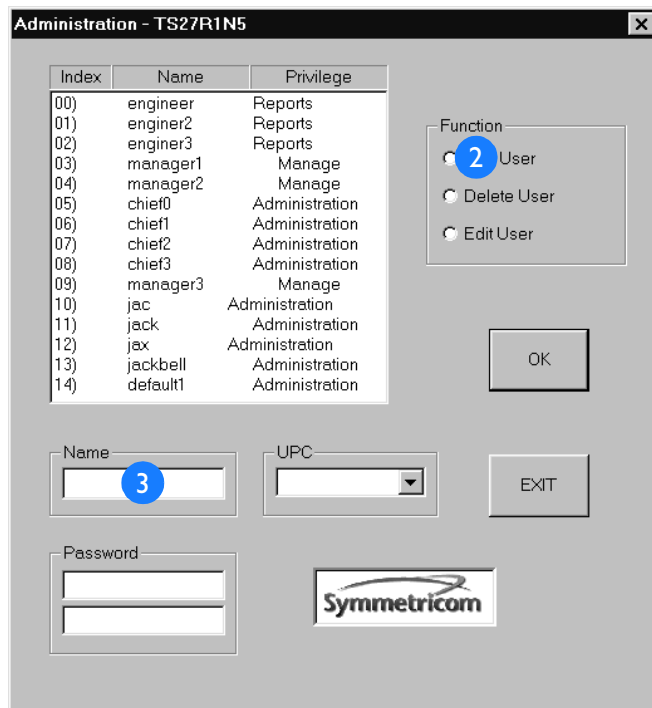 Administration - TS27R1N5
Index Name Privilege
00) engineer Reports
01) enginer2 Reports
02) enginer3 Reports
03) manager1 Manage
04) manager2 Manage
05) chief0 Administration
06) chief1 Administration
07) chief2 Administration
08) chief3 Administration
09) manager3 Manage
10) jac Administration
11) jack Administration
12) jax Administration
13) jackbell Administration
14) default1 Administration
Function
2 User
Delete User
Edit User
OK
Name
3
UPC
EXIT
Password
Symmetricom